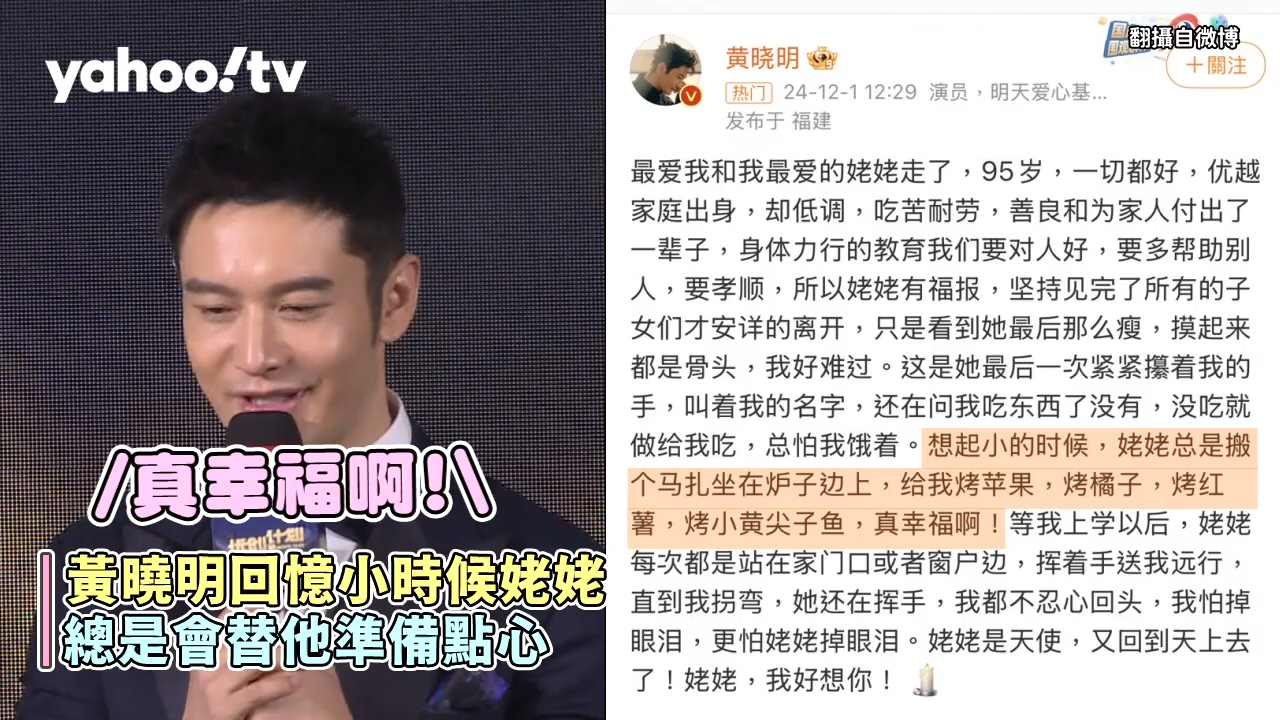 yahoo!tv
/真幸福啊!\
黃曉明回憶小時候姥姥
總是會替他準備點心
翻攝自微博
黄晓明
＋關注
热门 24-12-1 12:29 演员，明天爱心基...
发布于 福建
最爱我和我最爱的姥姥走了，95岁，一切都好，优越
家庭出身，却低调，吃苦耐劳，善良和为家人付出了
一辈子，身体力行的教育我们要对人好，要多帮助别
人，要孝顺，所以姥姥有福报，坚持见完了所有的子
女们才安详的离开，只是看到她最后那么瘦，摸起来
都是骨头，我好难过。这是她最后一次紧紧攥着我的
手，叫着我的名字，还在问我吃东西了没有，没吃就
做给我吃，总怕我饿着。想起小的时候，姥姥总是搬
个马扎坐在炉子边上，给我烤苹果，烤橘子，烤红
薯，烤小黄尖子鱼，真幸福啊！等我上学以后，姥姥
每次都是站在家门口或者窗户边，挥着手送我远行，
直到我拐弯，她还在挥手，我都不忍心回头，我怕掉
眼泪，更怕姥姥掉眼泪。姥姥是天使，又回到天上去
了！姥姥，我好想你！